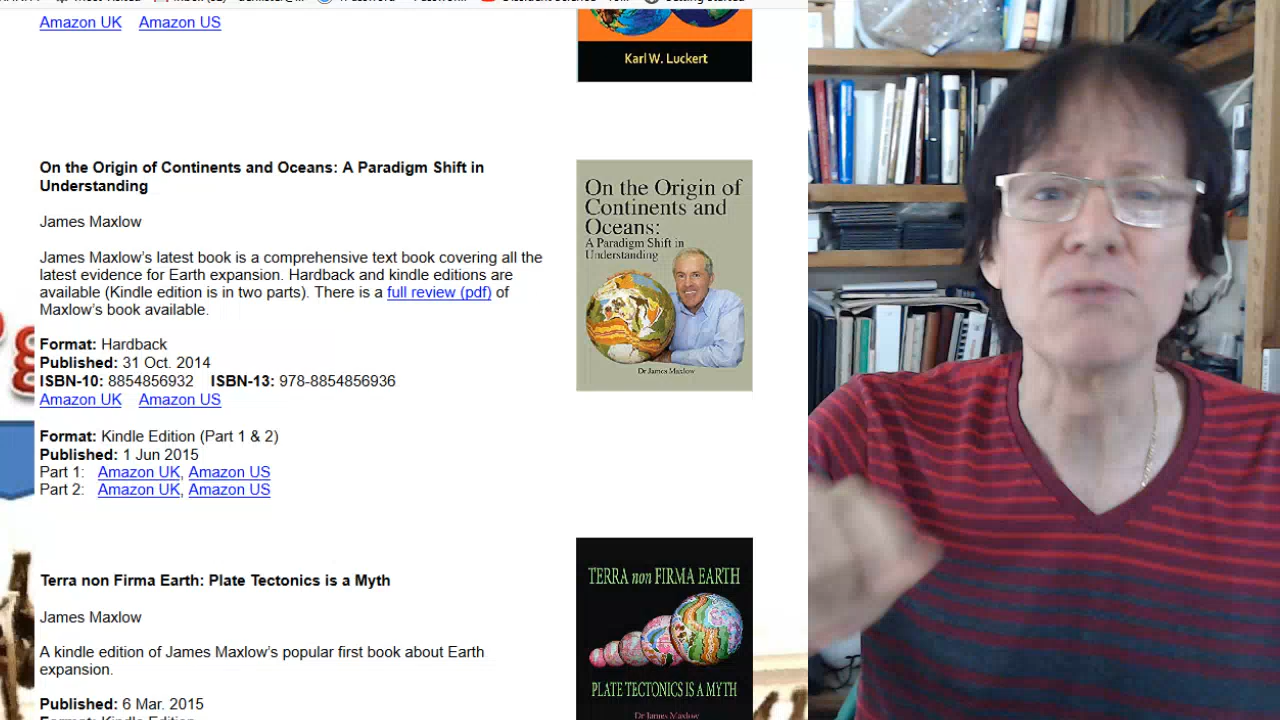 Amazon UK Amazon US
Karl W. Luckert
On the Origin of Continents and Oceans: A Paradigm Shift in
Understanding
James Maxlow
James Maxlow's latest book is a comprehensive text book covering all the
latest evidence for Earth expansion. Hardback and kindle editions are
available (Kindle edition is in two parts). There is a full review (pdf) of
Maxlow's book available.
Format: Hardback
Published: 31 Oct. 2014
ISBN-10: 8854856932 ISBN-13: 978-8854856936
Amazon UK Amazon US
Format: Kindle Edition (Part 1 & 2)
Published: 1 Jun 2015
Part 1: Amazon UK, Amazon US
Part 2: Amazon UK, Amazon US
On the Origin of
Continents and
Oceans:
A Paradigm Shift in
Understanding
Dr James Maxlow
Terra non Firma Earth: Plate Tectonics is a Myth
James Maxlow
A kindle edition of James Maxlow's popular first book about Earth
expansion.
Published: 6 Mar. 2015
Format: Kindle Edition
TERRA non FIRMA EARTH
PLATE TECTONICS IS A MYTH
Dr James Maxlow